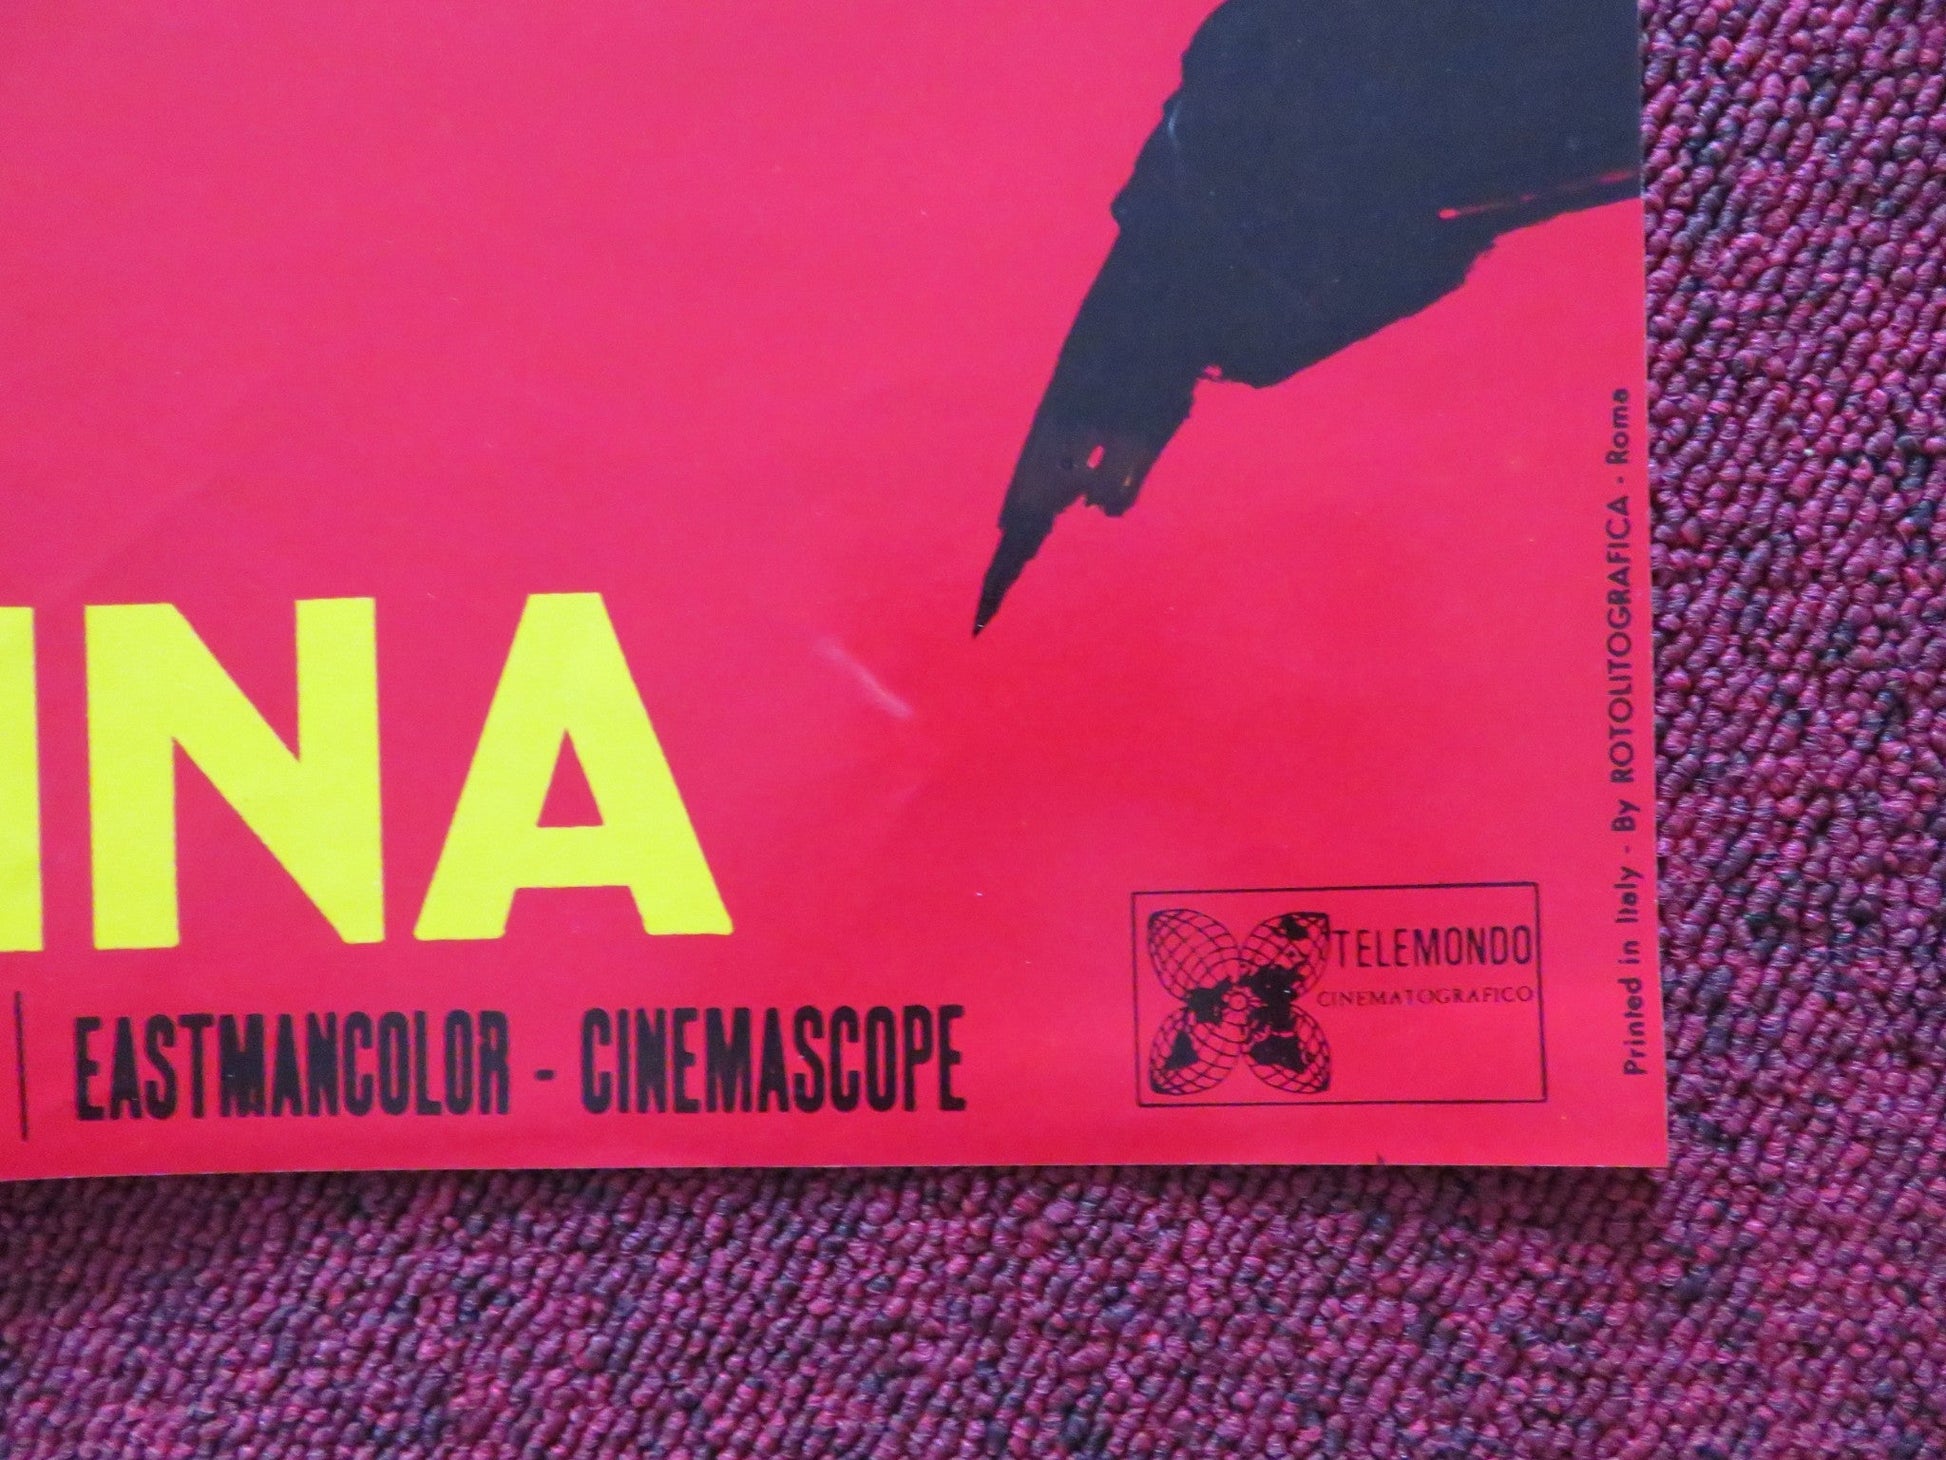 INA
EASTMANCOLOR - CINEMASCOPE
TELEMONDO
CINEMATOGRAFICO
Printed in Italy - By ROTOLITOGRAFICA - Roma